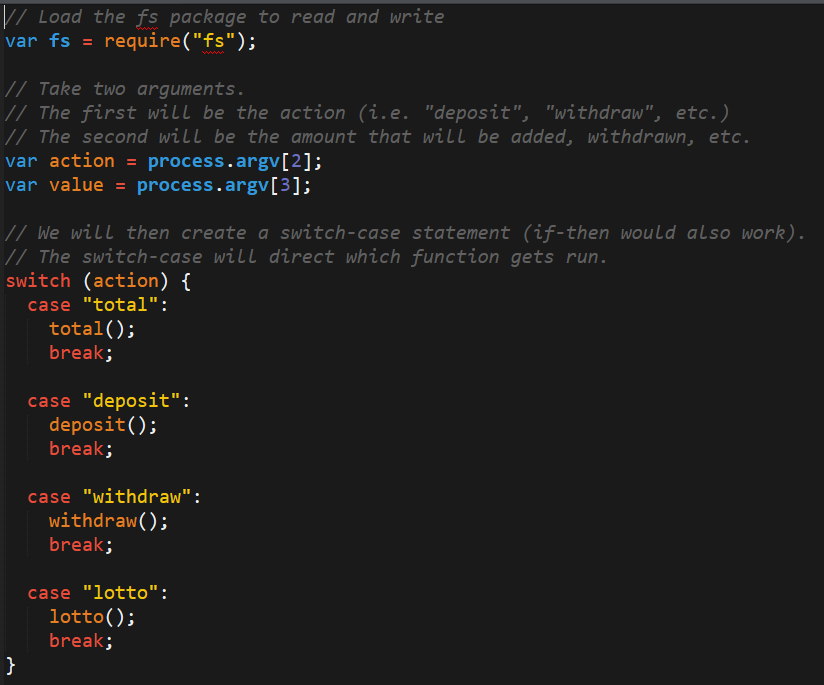 // Load the fs package to read and write
var fs = require("fs");
// Take two arguments.
// The first will be the action (i.e. "deposit", "withdraw", etc.)
// The second will be the amount that will be added, withdrawn, etc.
var action = process.argv[2];
var value = process.argv[3];
// We will then create a switch-case statement (if-then would also work).
// The switch-case will direct which function gets run.
switch (action) {
  case "total":
    total();
    break;
  case "deposit":
    deposit();
    break;
  case "withdraw":
    withdraw();
    break;
  case "lotto":
    lotto();
    break;
}